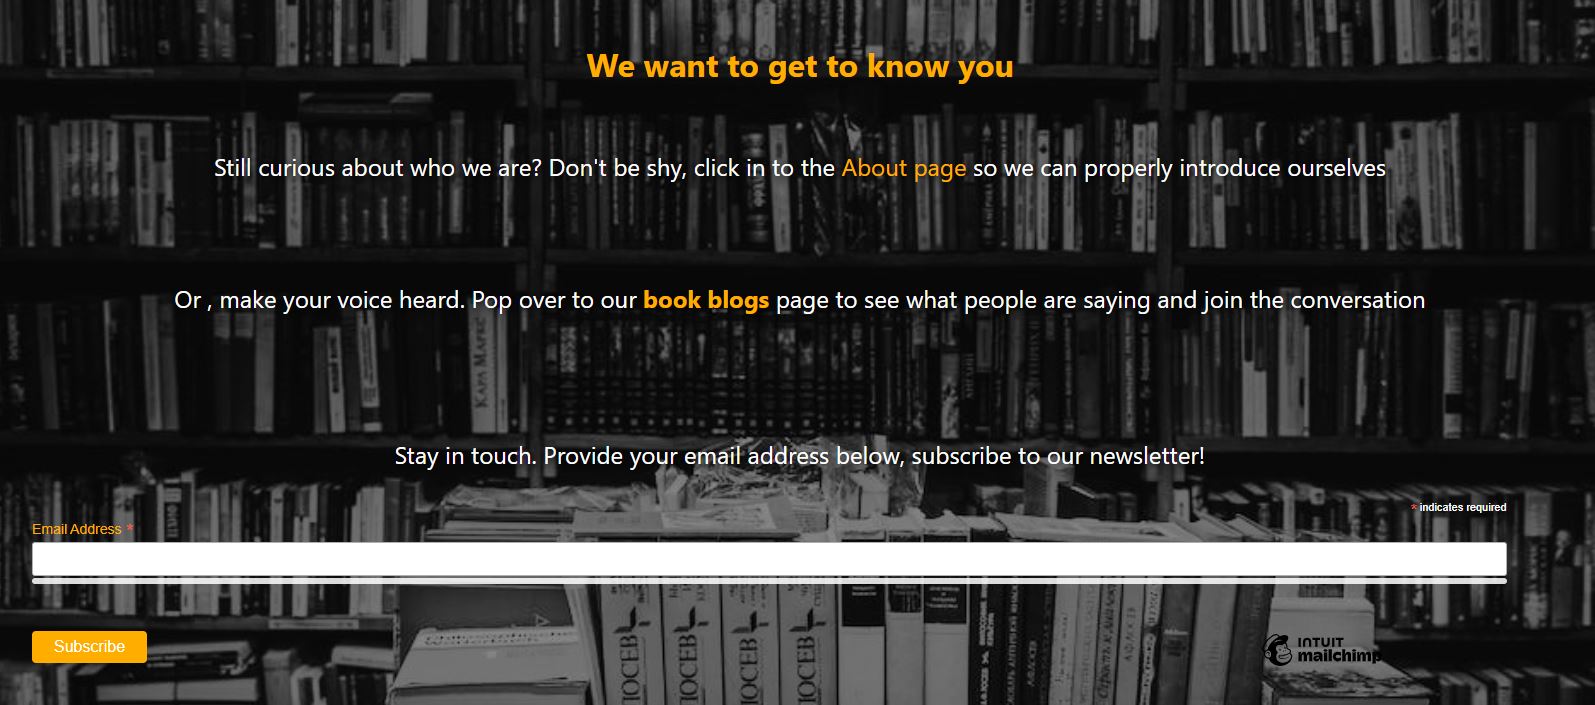 We want to get to know you
Still curious about who we are? Don't be shy, click in to the About page so we can properly introduce ourselves
Or , make your voice heard. Pop over to our book blogs page to see what people are saying and join the conversation
КАРЛ МАРКС
Stay in touch. Provide your email address below, subscribe to our newsletter!
* indicates required
Email Address *
Subscribe
INTUIT
mailchimp